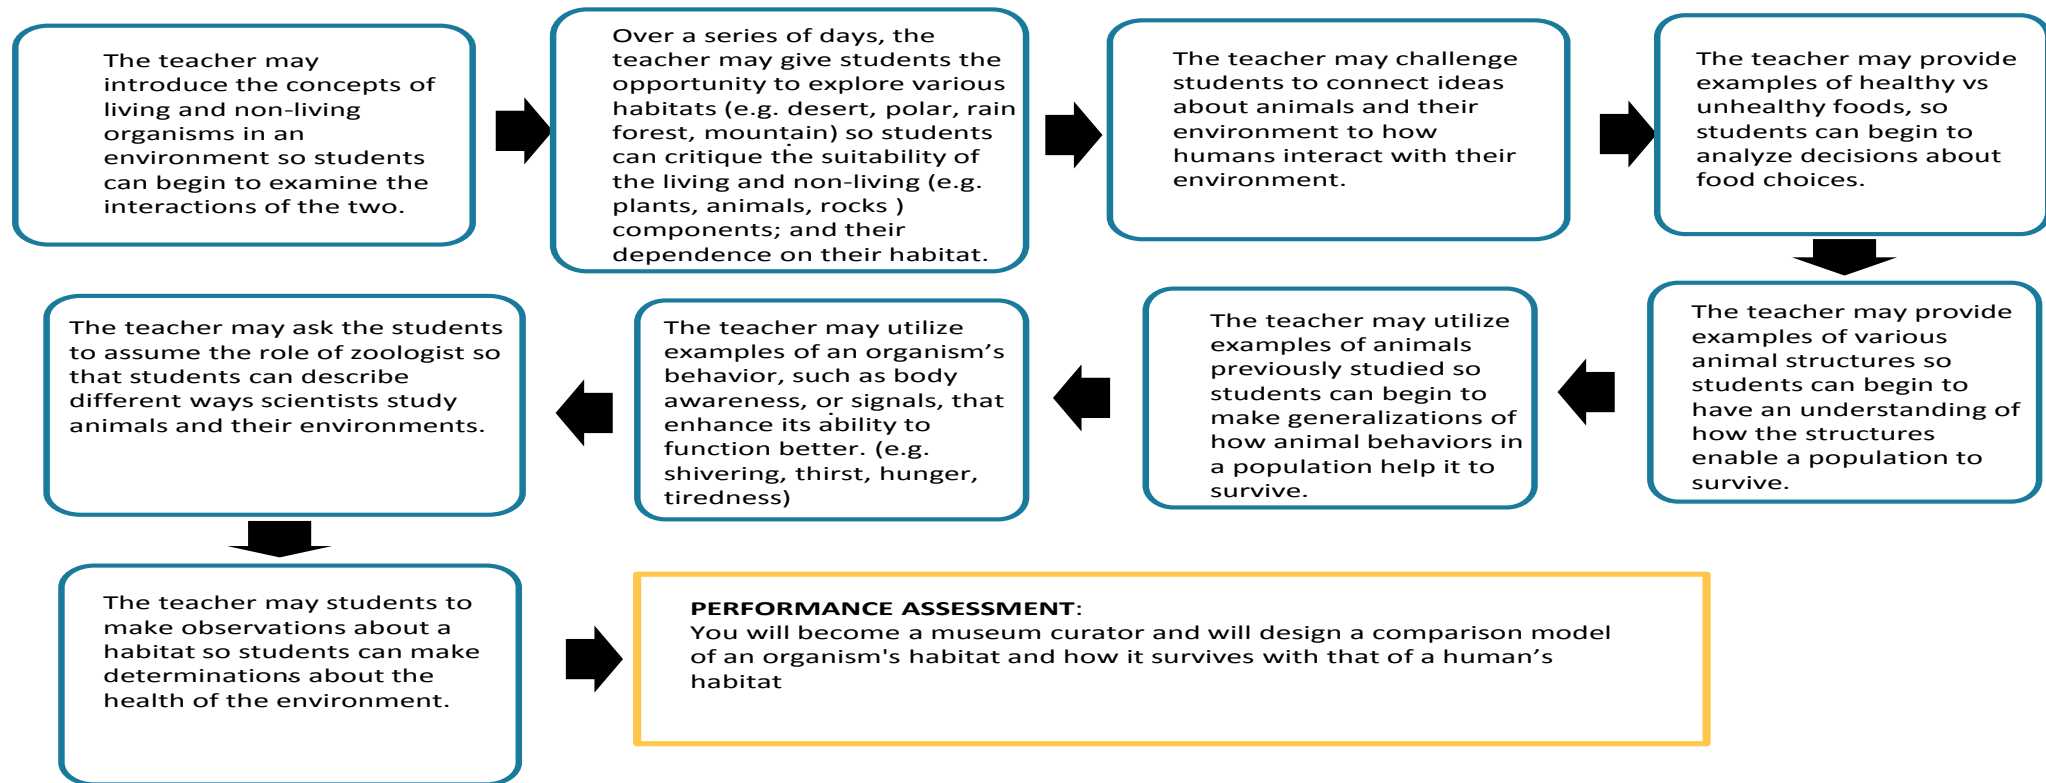 The teacher may
introduce the concepts of
living and non-living
organisms in an
environment so students
can begin to examine the
interactions of the two.
Over a series of days, the
teacher may give students the
opportunity to explore various
habitats (e.g. desert, polar, rain
forest, mountain) so students
can critique the suitability of
the living and non-living (e.g.
plants, animals, rocks )
components; and their
dependence on their habitat.
The teacher may challenge
students to connect ideas
about animals and their
environment to how
humans interact with their
environment.
The teacher may provide
examples of healthy vs
unhealthy foods, so
students can begin to
analyze decisions about
food choices.
The teacher may provide
examples of various
animal structures so
students can begin to
have an understanding of
how the structures
enable a population to
survive.
The teacher may utilize
examples of animals
previously studied so
students can begin to
make generalizations of
how animal behaviors in
a population help it to
survive.
The teacher may utilize
examples of an organism’s
behavior, such as body
awareness, or signals, that
enhance its ability to
function better. (e.g.
shivering, thirst, hunger,
tiredness)
The teacher may ask the students
to assume the role of zoologist so
that students can describe
different ways scientists study
animals and their environments.
The teacher may students to
make observations about a
habitat so students can make
determinations about the
health of the environment.
PERFORMANCE ASSESSMENT:
You will become a museum curator and will design a comparison model
of an organism's habitat and how it survives with that of a human’s
habitat